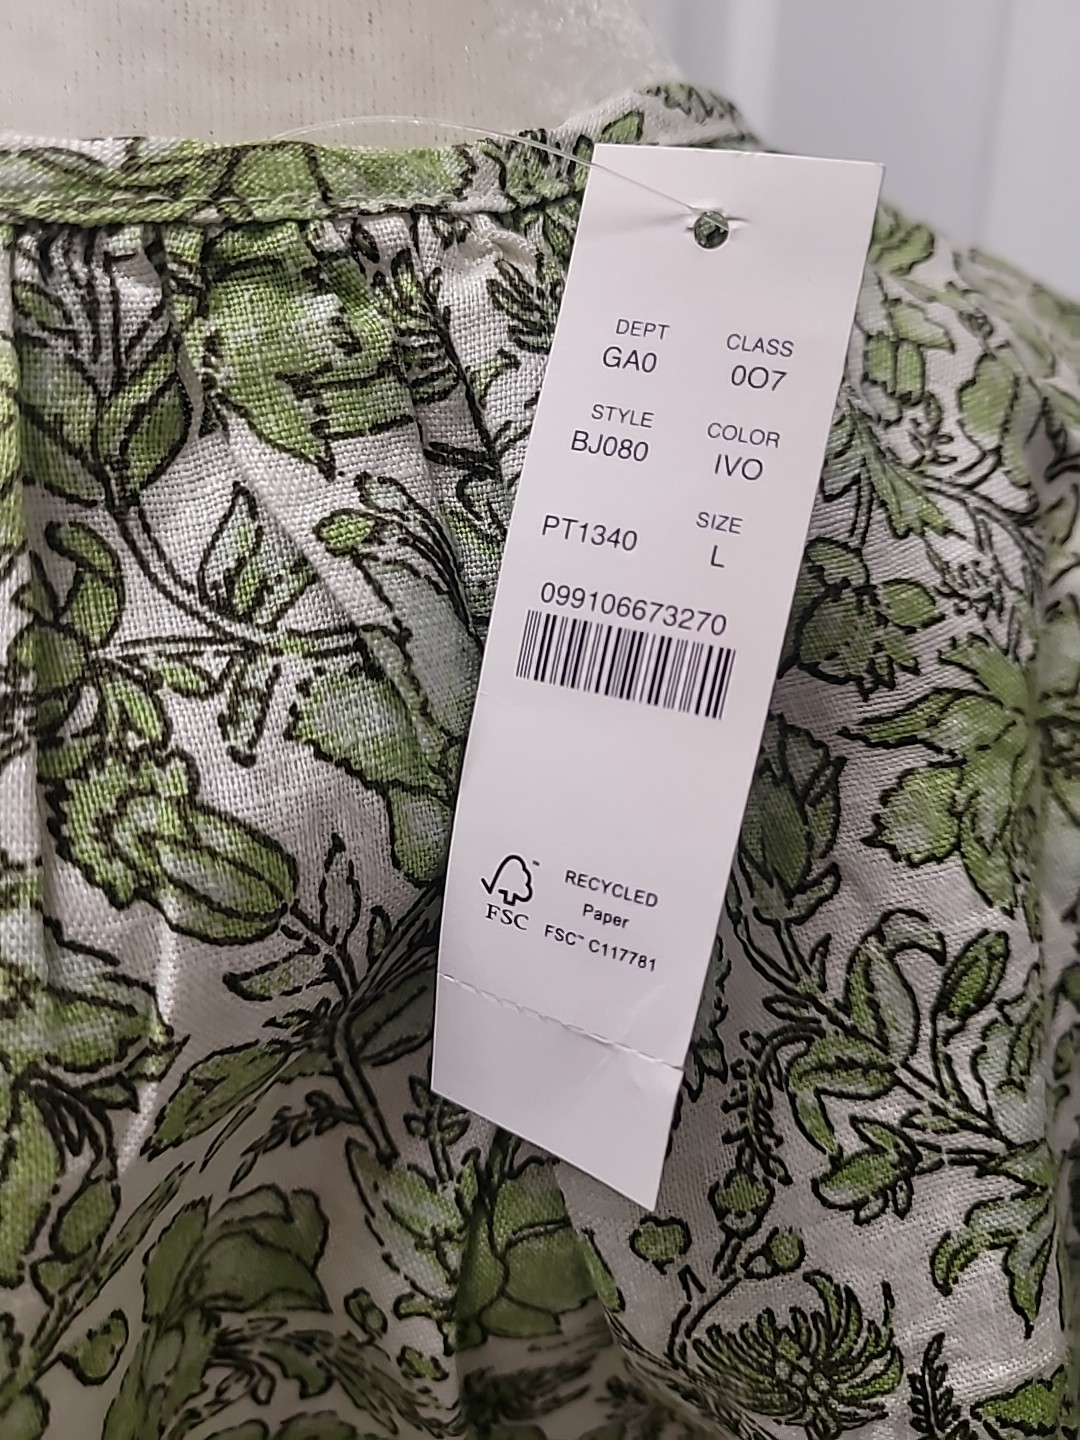 DEPT CLASS
GA0 0O7
STYLE COLOR
BJ080 IVO
SIZE
PT1340 L
099106673270
FSC
RECYCLED
Paper
FSC™ C117781